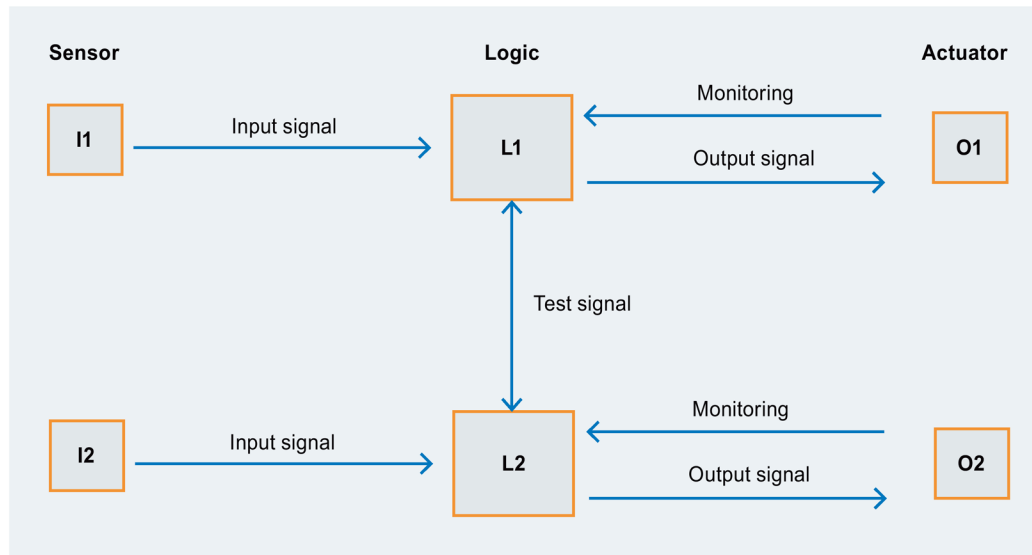 Sensor
Logic
Actuator
I1
Input signal
L1
Monitoring
Output signal
O1
Test signal
I2
Input signal
L2
Monitoring
Output signal
O2